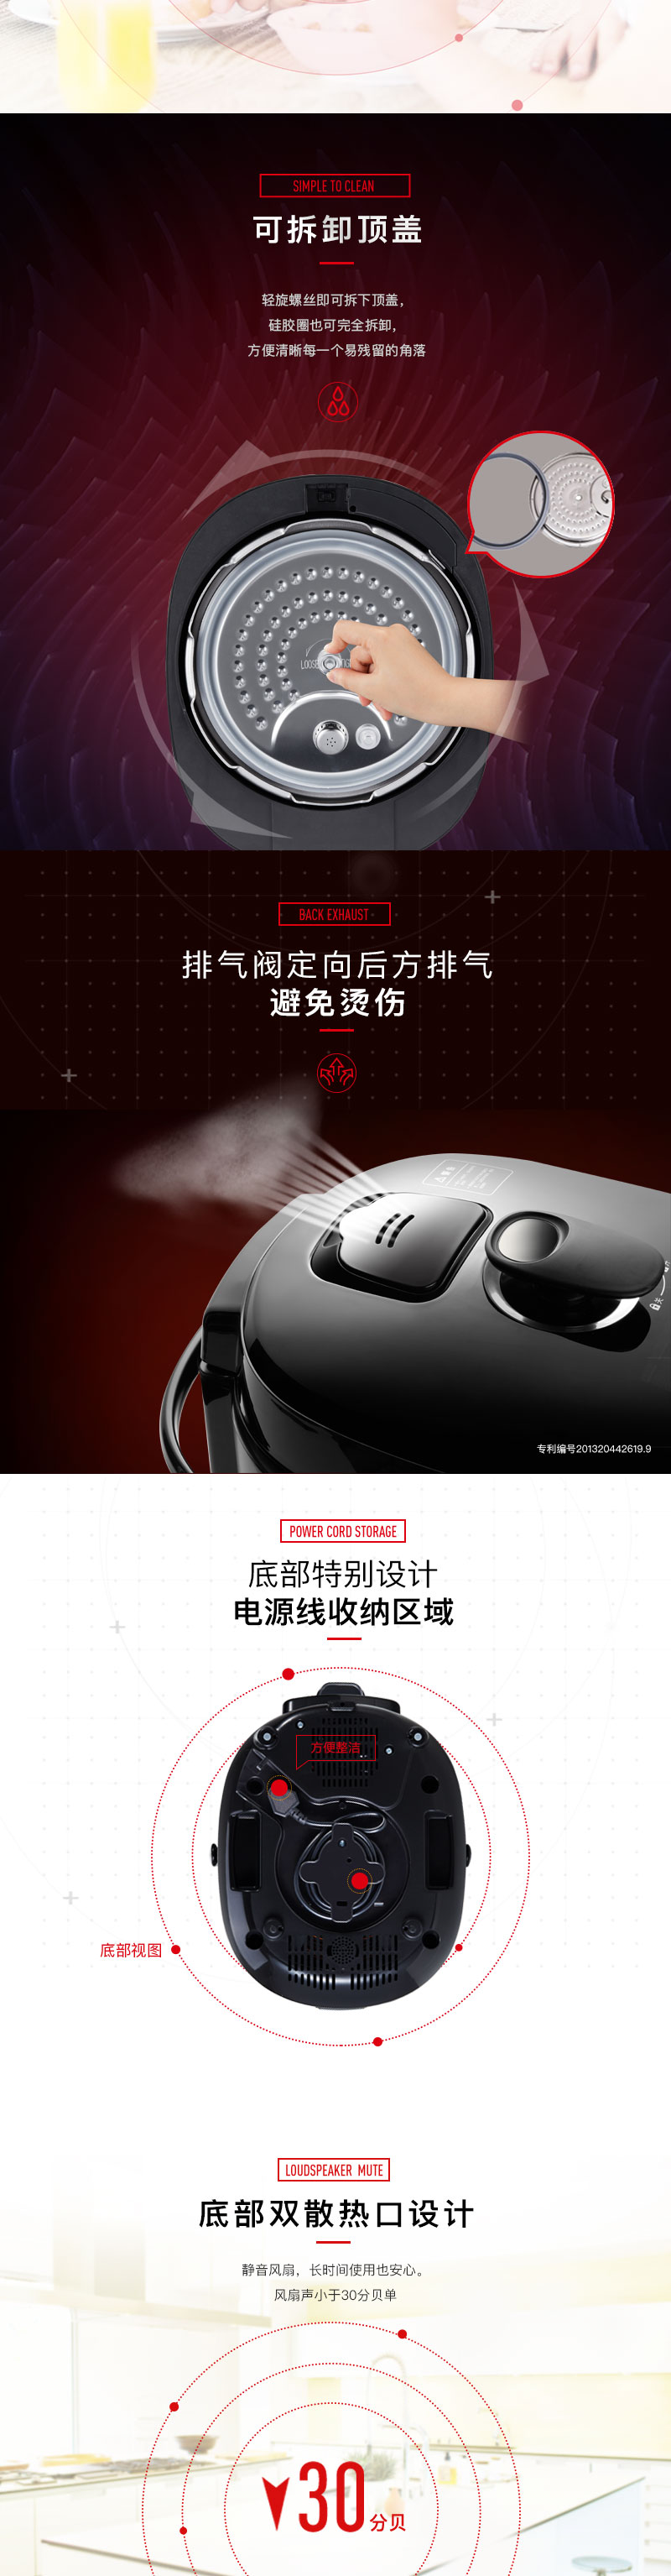 SIMPLE TO CLEAN
可拆卸顶盖
轻旋螺丝即可拆下顶盖，
硅胶圈也可完全拆卸，
方便清晰每一个易残留的角落
LOOSE
BACK EXHAUST
排气阀定向后方排气
避免烫伤
关
专利编号201320442619.9
POWER CORD STORAGE
底部特别设计
电源线收纳区域
方便整洁
底部视图
LOUDSPEAKER MUTE
底部双散热口设计
静音风扇，长时间使用也安心。
风扇声小于30分贝单
30分贝